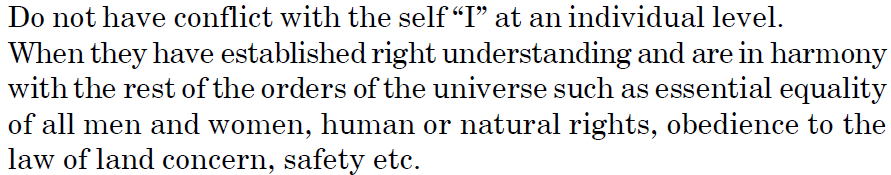 Do not have conflict with the self “I” at an individual level.
When they have established right understanding and are in harmony
with the rest of the orders of the universe such as essential equality
of all men and women, human or natural rights, obedience to the
law of land concern, safety etc.